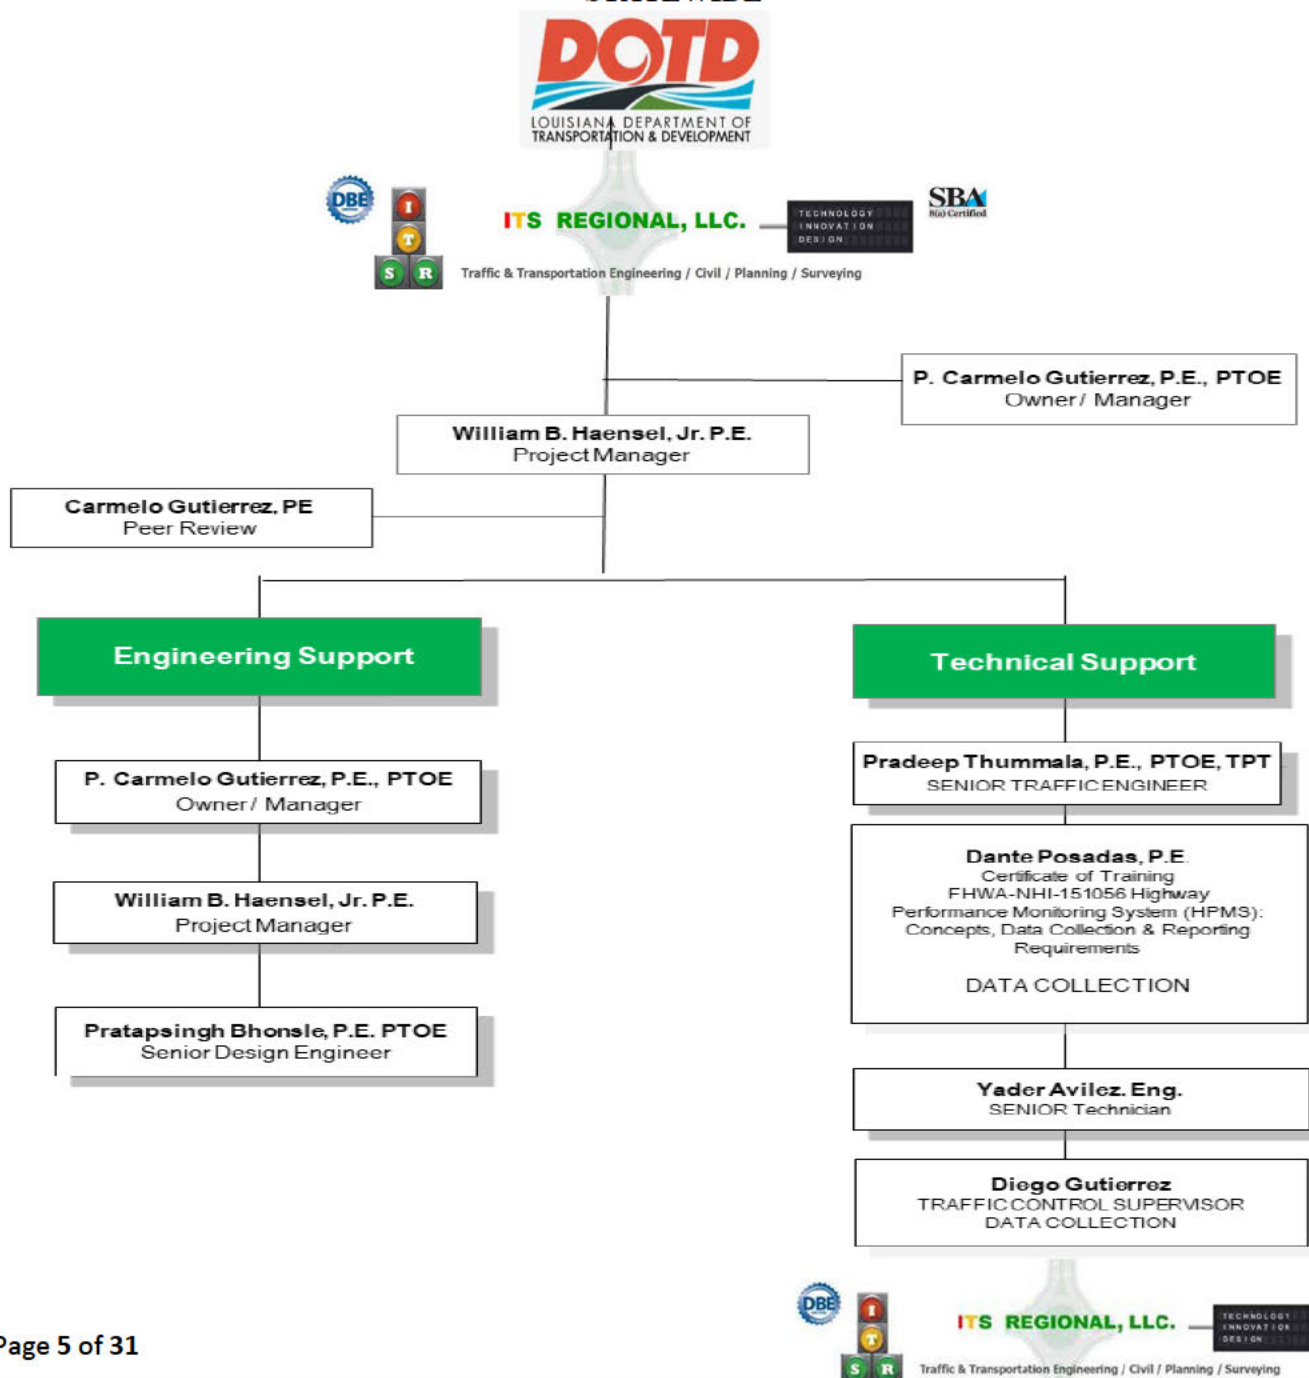 STATEWIDE
DOTD
LOUISIANA DEPARTMENT OF
TRANSPORTATION & DEVELOPMENT
DBE
I
T
S R
ITS REGIONAL, LLC.
TECHNOLOGY
INNOVATION
DESIGN
SBA
8(a) Certified
Traffic & Transportation Engineering / Civil / Planning / Surveying
P. Carmelo Gutierrez, P.E., PTOE
Owner / Manager
William B. Haensel, Jr. P.E.
Project Manager
Carmelo Gutierrez, PE
Peer Review
Engineering Support
P. Carmelo Gutierrez, P.E., PTOE
Owner / Manager
William B. Haensel, Jr. P.E.
Project Manager
Pratapsingh Bhonsle, P.E. PTOE
Senior Design Engineer
Technical Support
Pradeep Thummala, P.E., PTOE, TPT
SENIOR TRAFFIC ENGINEER
Dante Posadas, P.E.
Certificate of Training
FHWA-NHI-151056 Highway
Performance Monitoring System (HPMS):
Concepts, Data Collection & Reporting
Requirements
DATA COLLECTION
Yader Avilez. Eng.
SENIOR Technician
Diego Gutierrez
TRAFFIC CONTROL SUPERVISOR
DATA COLLECTION
DBE
I
T
S R
ITS REGIONAL, LLC.
TECHNOLOGY
INNOVATION
DESIGN
Traffic & Transportation Engineering / Civil / Planning / Surveying
Page 5 of 31